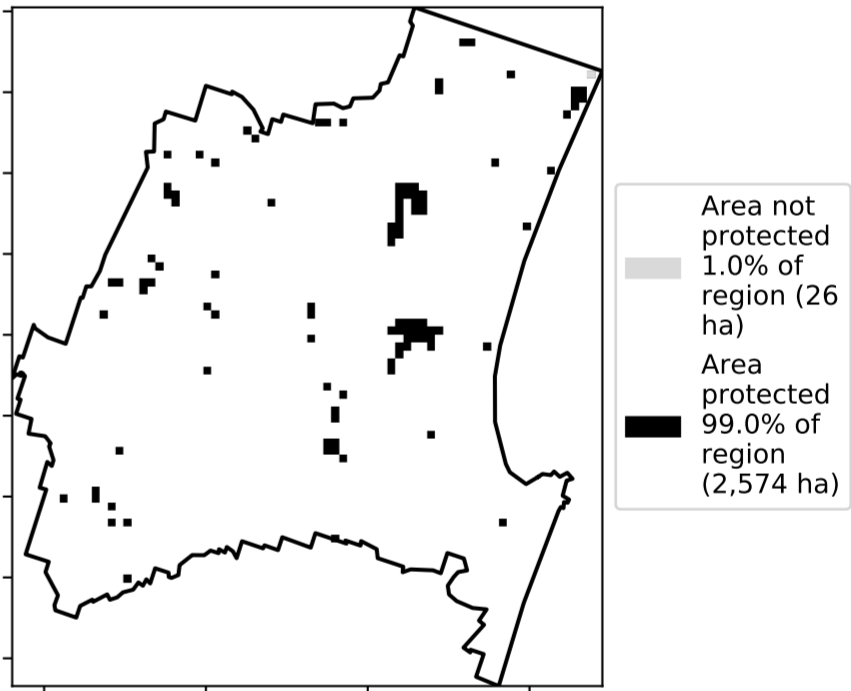 Area not
protected
1.0% of
region (26
ha)
Area
protected
99.0% of
region
(2,574 ha)